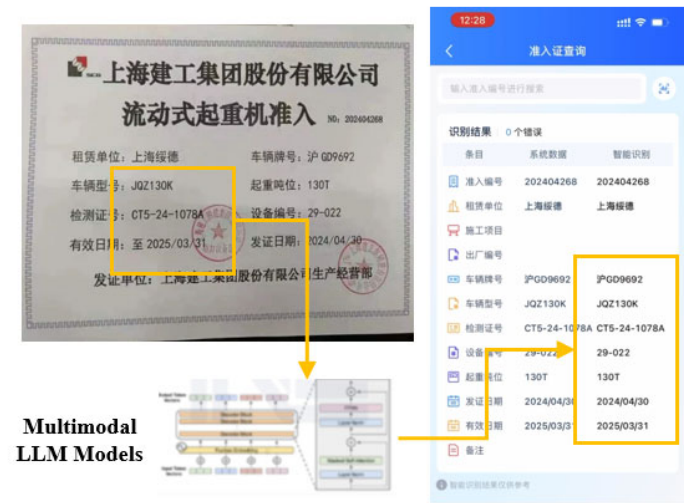 上海建工集团股份有限公司
流动式起重机准入 NO: 202404268
租赁单位：上海绥德 车辆牌号：沪GD9692
车辆型号：JQZ130K 起重吨位：130T
检测证号：CT5-24-1078A 设备编号：29-022
有效日期：至 2025/03/31 发证日期：2024/04/30
发证单位：上海建工集团股份有限公司生产经营部
Multimodal
LLM Models
12:28
准入证查询
输入准入编号进行搜索
识别结果 0个错误
条目 系统数据 智能识别
准入编号 202404268 202404268
租赁单位 上海绥德 上海绥德
施工项目
出厂编号
车辆牌号 沪GD9692 沪GD9692
车辆型号 JQZ130K JQZ130K
检测证号 CT5-24-1078A CT5-24-1078A
设备编号 29-022 29-022
起重吨位 130T 130T
发证日期 2024/04/30 2024/04/30
有效日期 2025/03/31 2025/03/31
备注
智能识别结果仅供参考